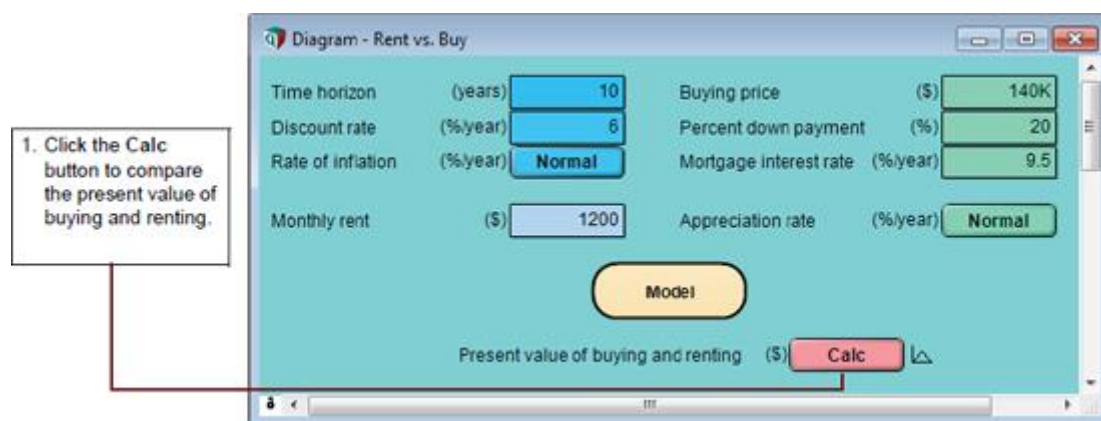 Diagram - Rent vs. Buy
1. Click the Calc
button to compare
the present value of
buying and renting.
Time horizon (years) 10 Buying price ($) 140K
Discount rate (%/year) 6 Percent down payment (%) 20
Rate of inflation (%/year) Normal Mortgage interest rate (%/year) 9.5
Monthly rent ($) 1200 Appreciation rate (%/year) Normal
Model
Present value of buying and renting ($) Calc